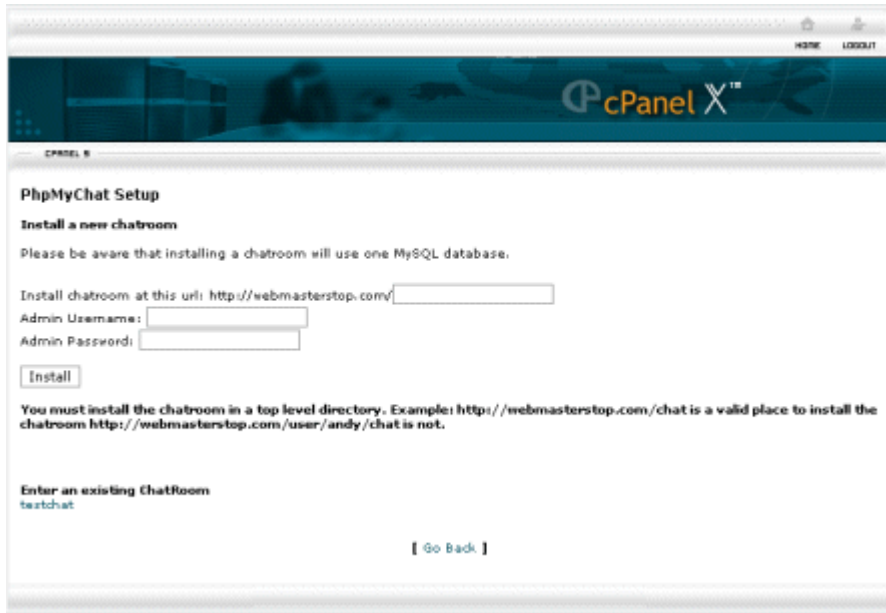 HOME LOGOUT
cPanel X™
CPANEL X
PhpMyChat Setup
Install a new chatroom
Please be aware that installing a chatroom will use one MySQL database.
Install chatroom at this url: http://webmasterstop.com/
Admin Username:
Admin Password:
Install
You must install the chatroom in a top level directory. Example: http://webmasterstop.com/chat is a valid place to install the
chatroom http://webmasterstop.com/user/andy/chat is not.
Enter an existing ChatRoom
testchat
[ Go Back ]